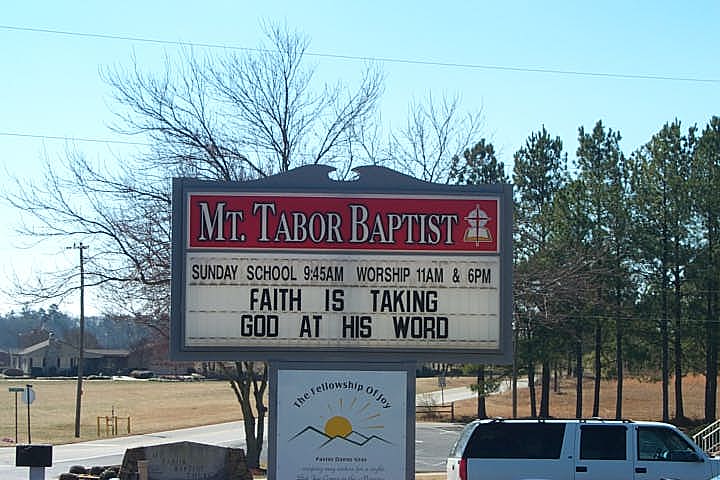 MT. TABOR BAPTIST
SUNDAY SCHOOL 9:45AM WORSHIP 11AM & 6PM
FAITH IS TAKING
GOD AT HIS WORD
The Fellowship Of Joy